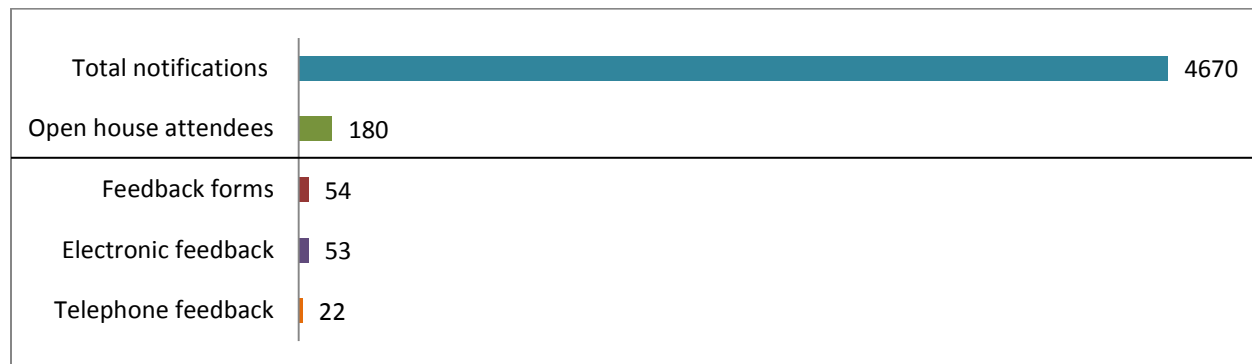 Total notifications 4670
Open house attendees 180
Feedback forms 54
Electronic feedback 53
Telephone feedback 22